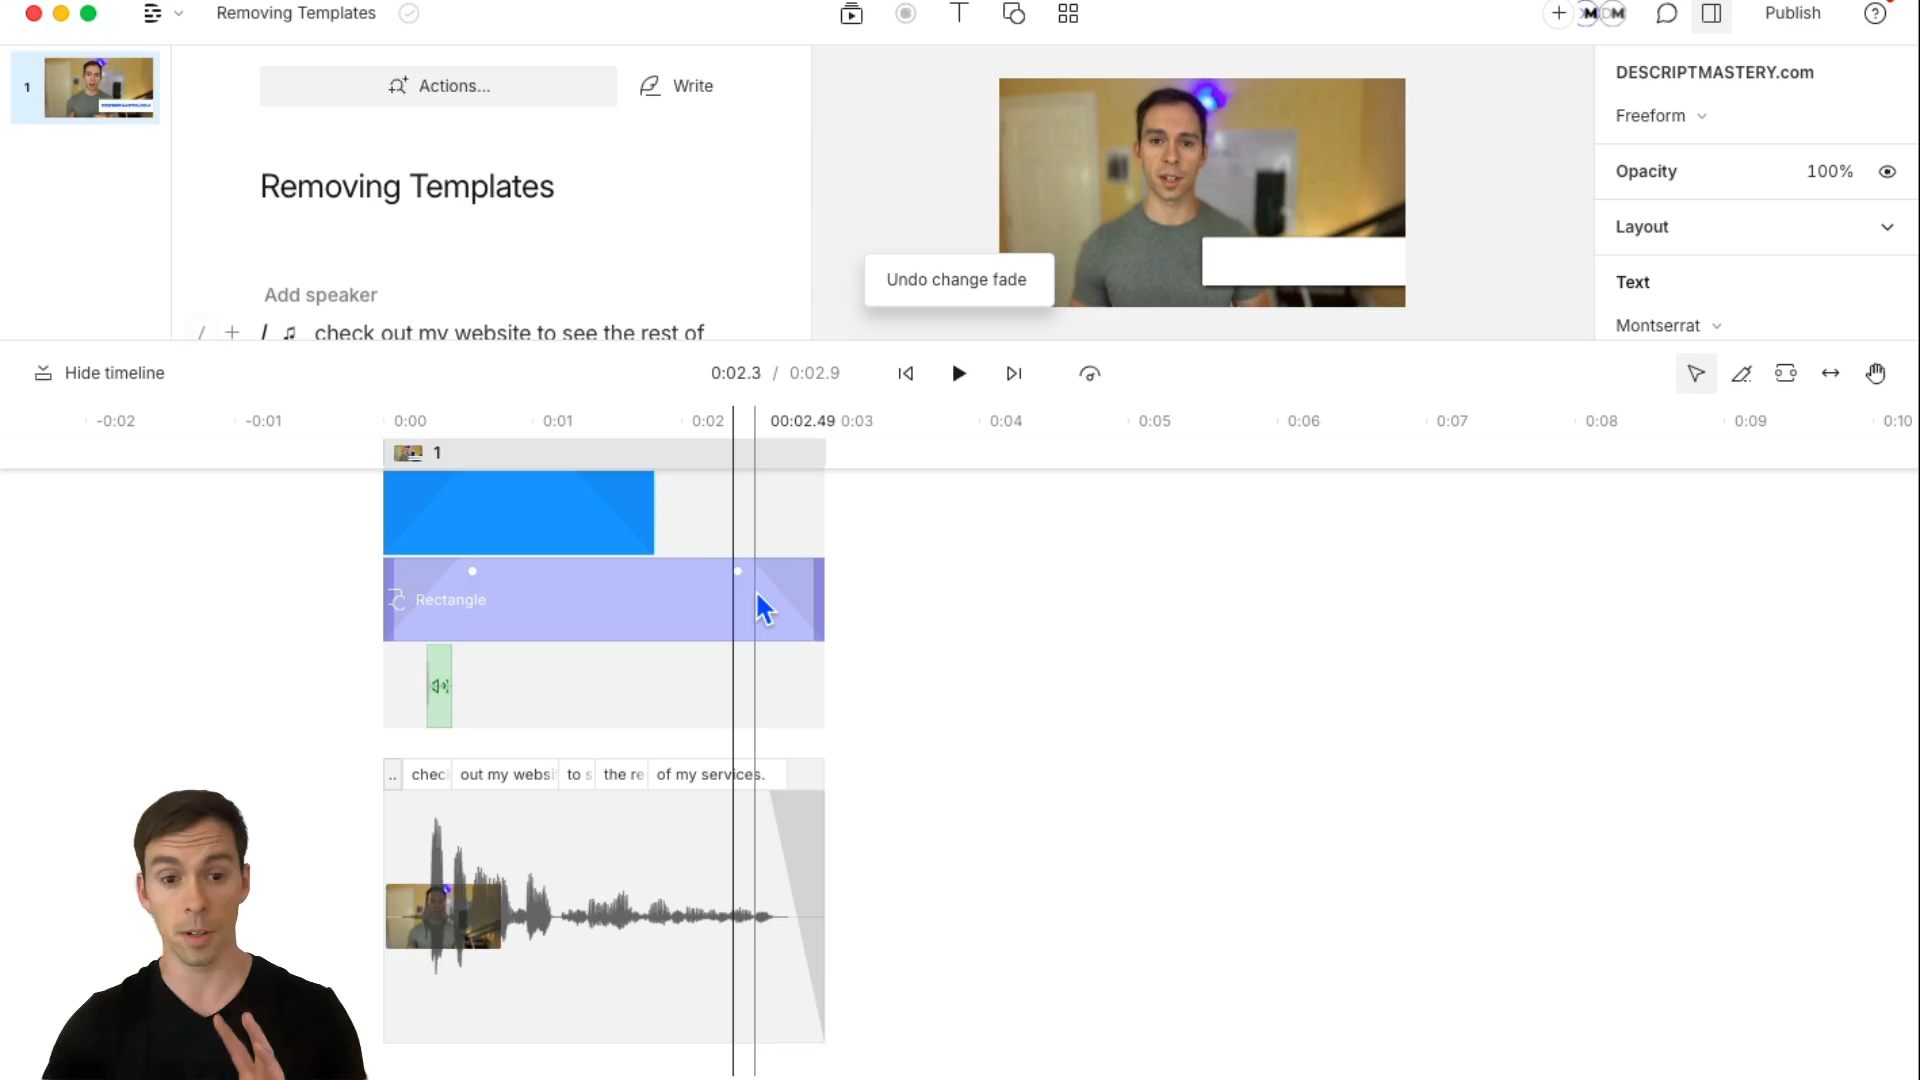 Removing Templates
M DM
Publish
1
Actions...
Write
DESCRIPTMASTERY.com
Freeform
Opacity 100%
Removing Templates
Layout
Undo change fade
Text
Add speaker
Montserrat
/ + / ♫ check out my website to see the rest of
Hide timeline
0:02.3 / 0:02.9
-0:02 -0:01 0:00 0:01 0:02 00:02.49 0:03 0:04 0:05 0:06 0:07 0:08 0:09 0:10
1
Rectangle
.. chec out my websi to s the re of my services.